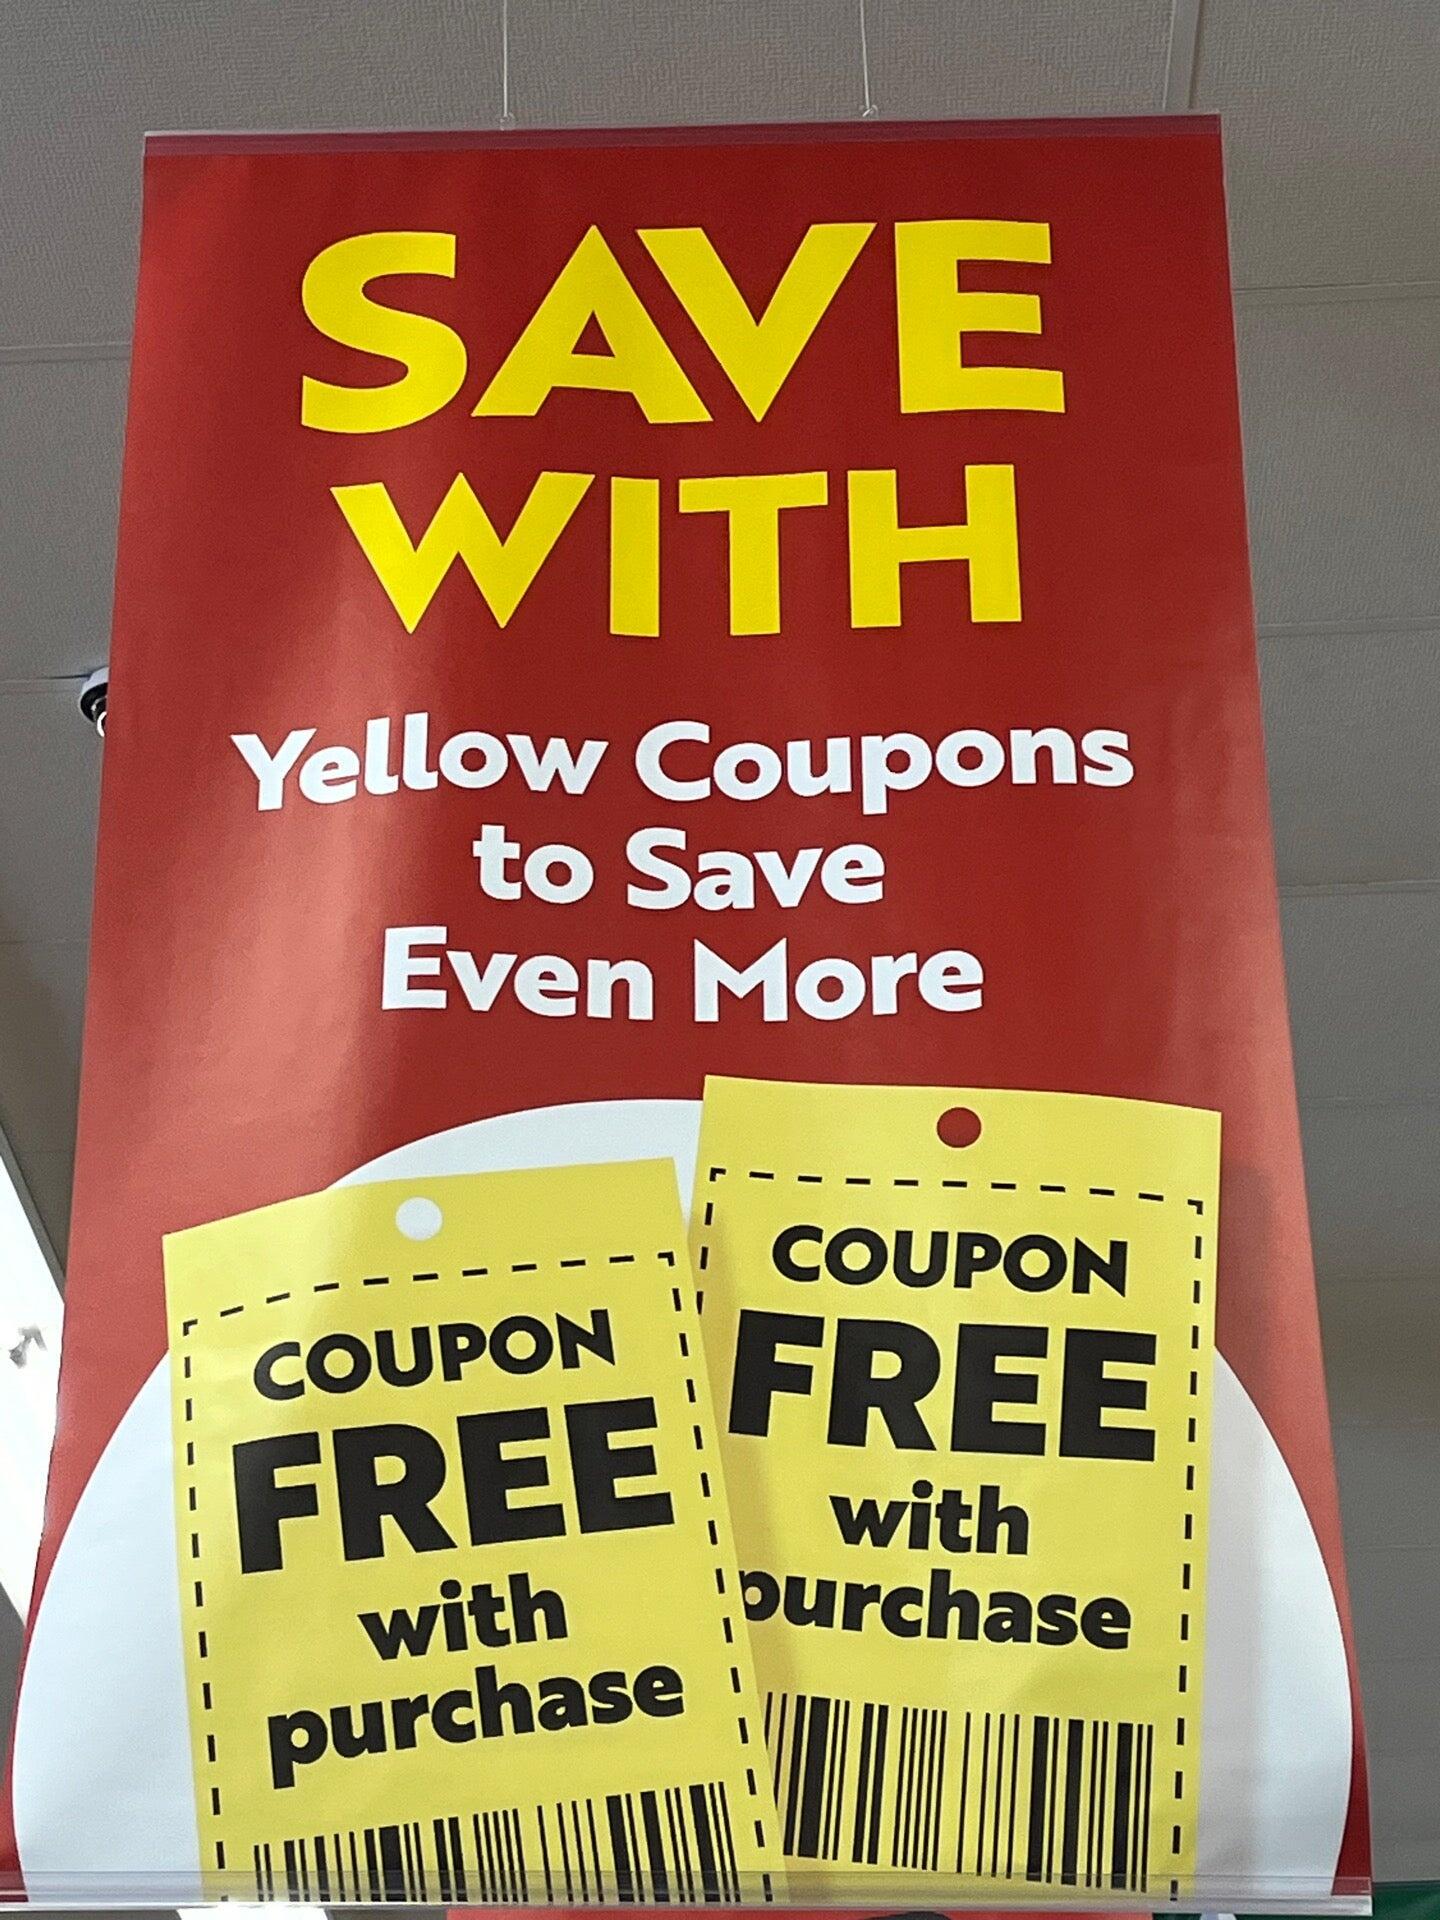 SAVE
WITH
Yellow Coupons
to Save
Even More
COUPON
FREE
with
purchase
COUPON
FREE
with
purchase